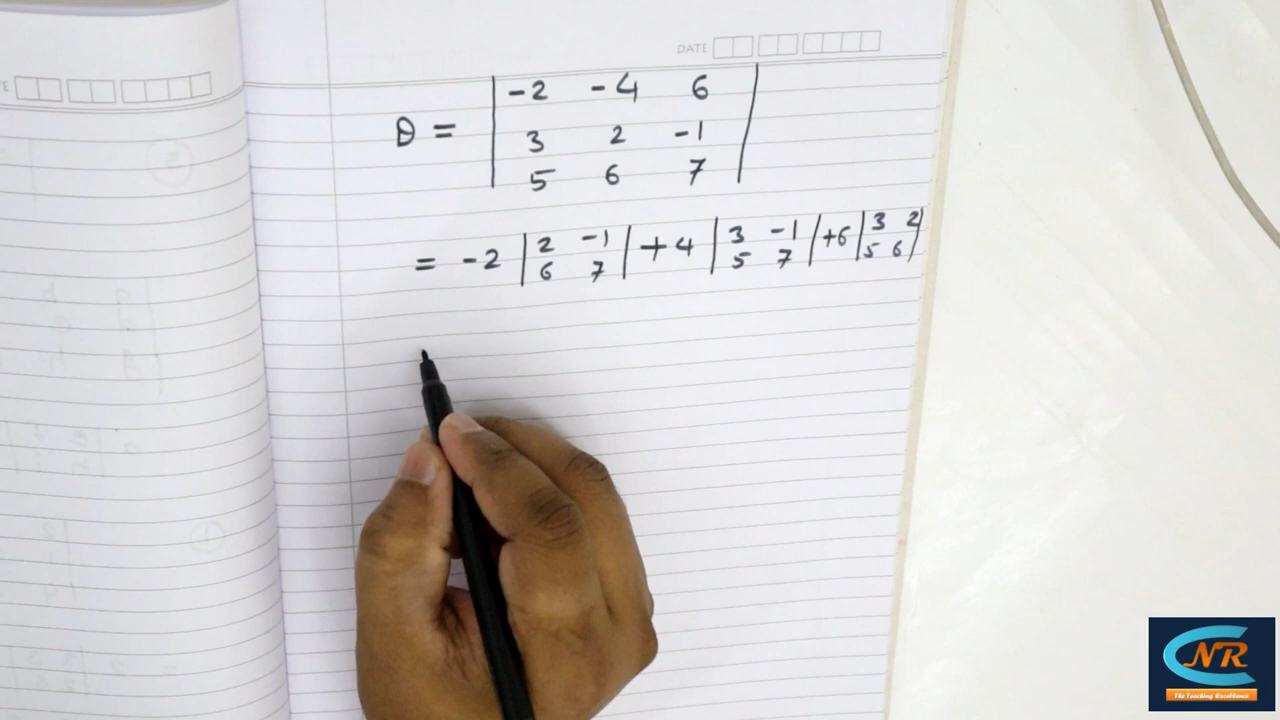 DATE
-2 -4 6
D = 3 2 -1
5 6 7
= -2 | 2 -1 | + 4 | 3 -1 | +6 | 3 2 |
6 7 5 7 5 6
NR
The Teaching Excellence